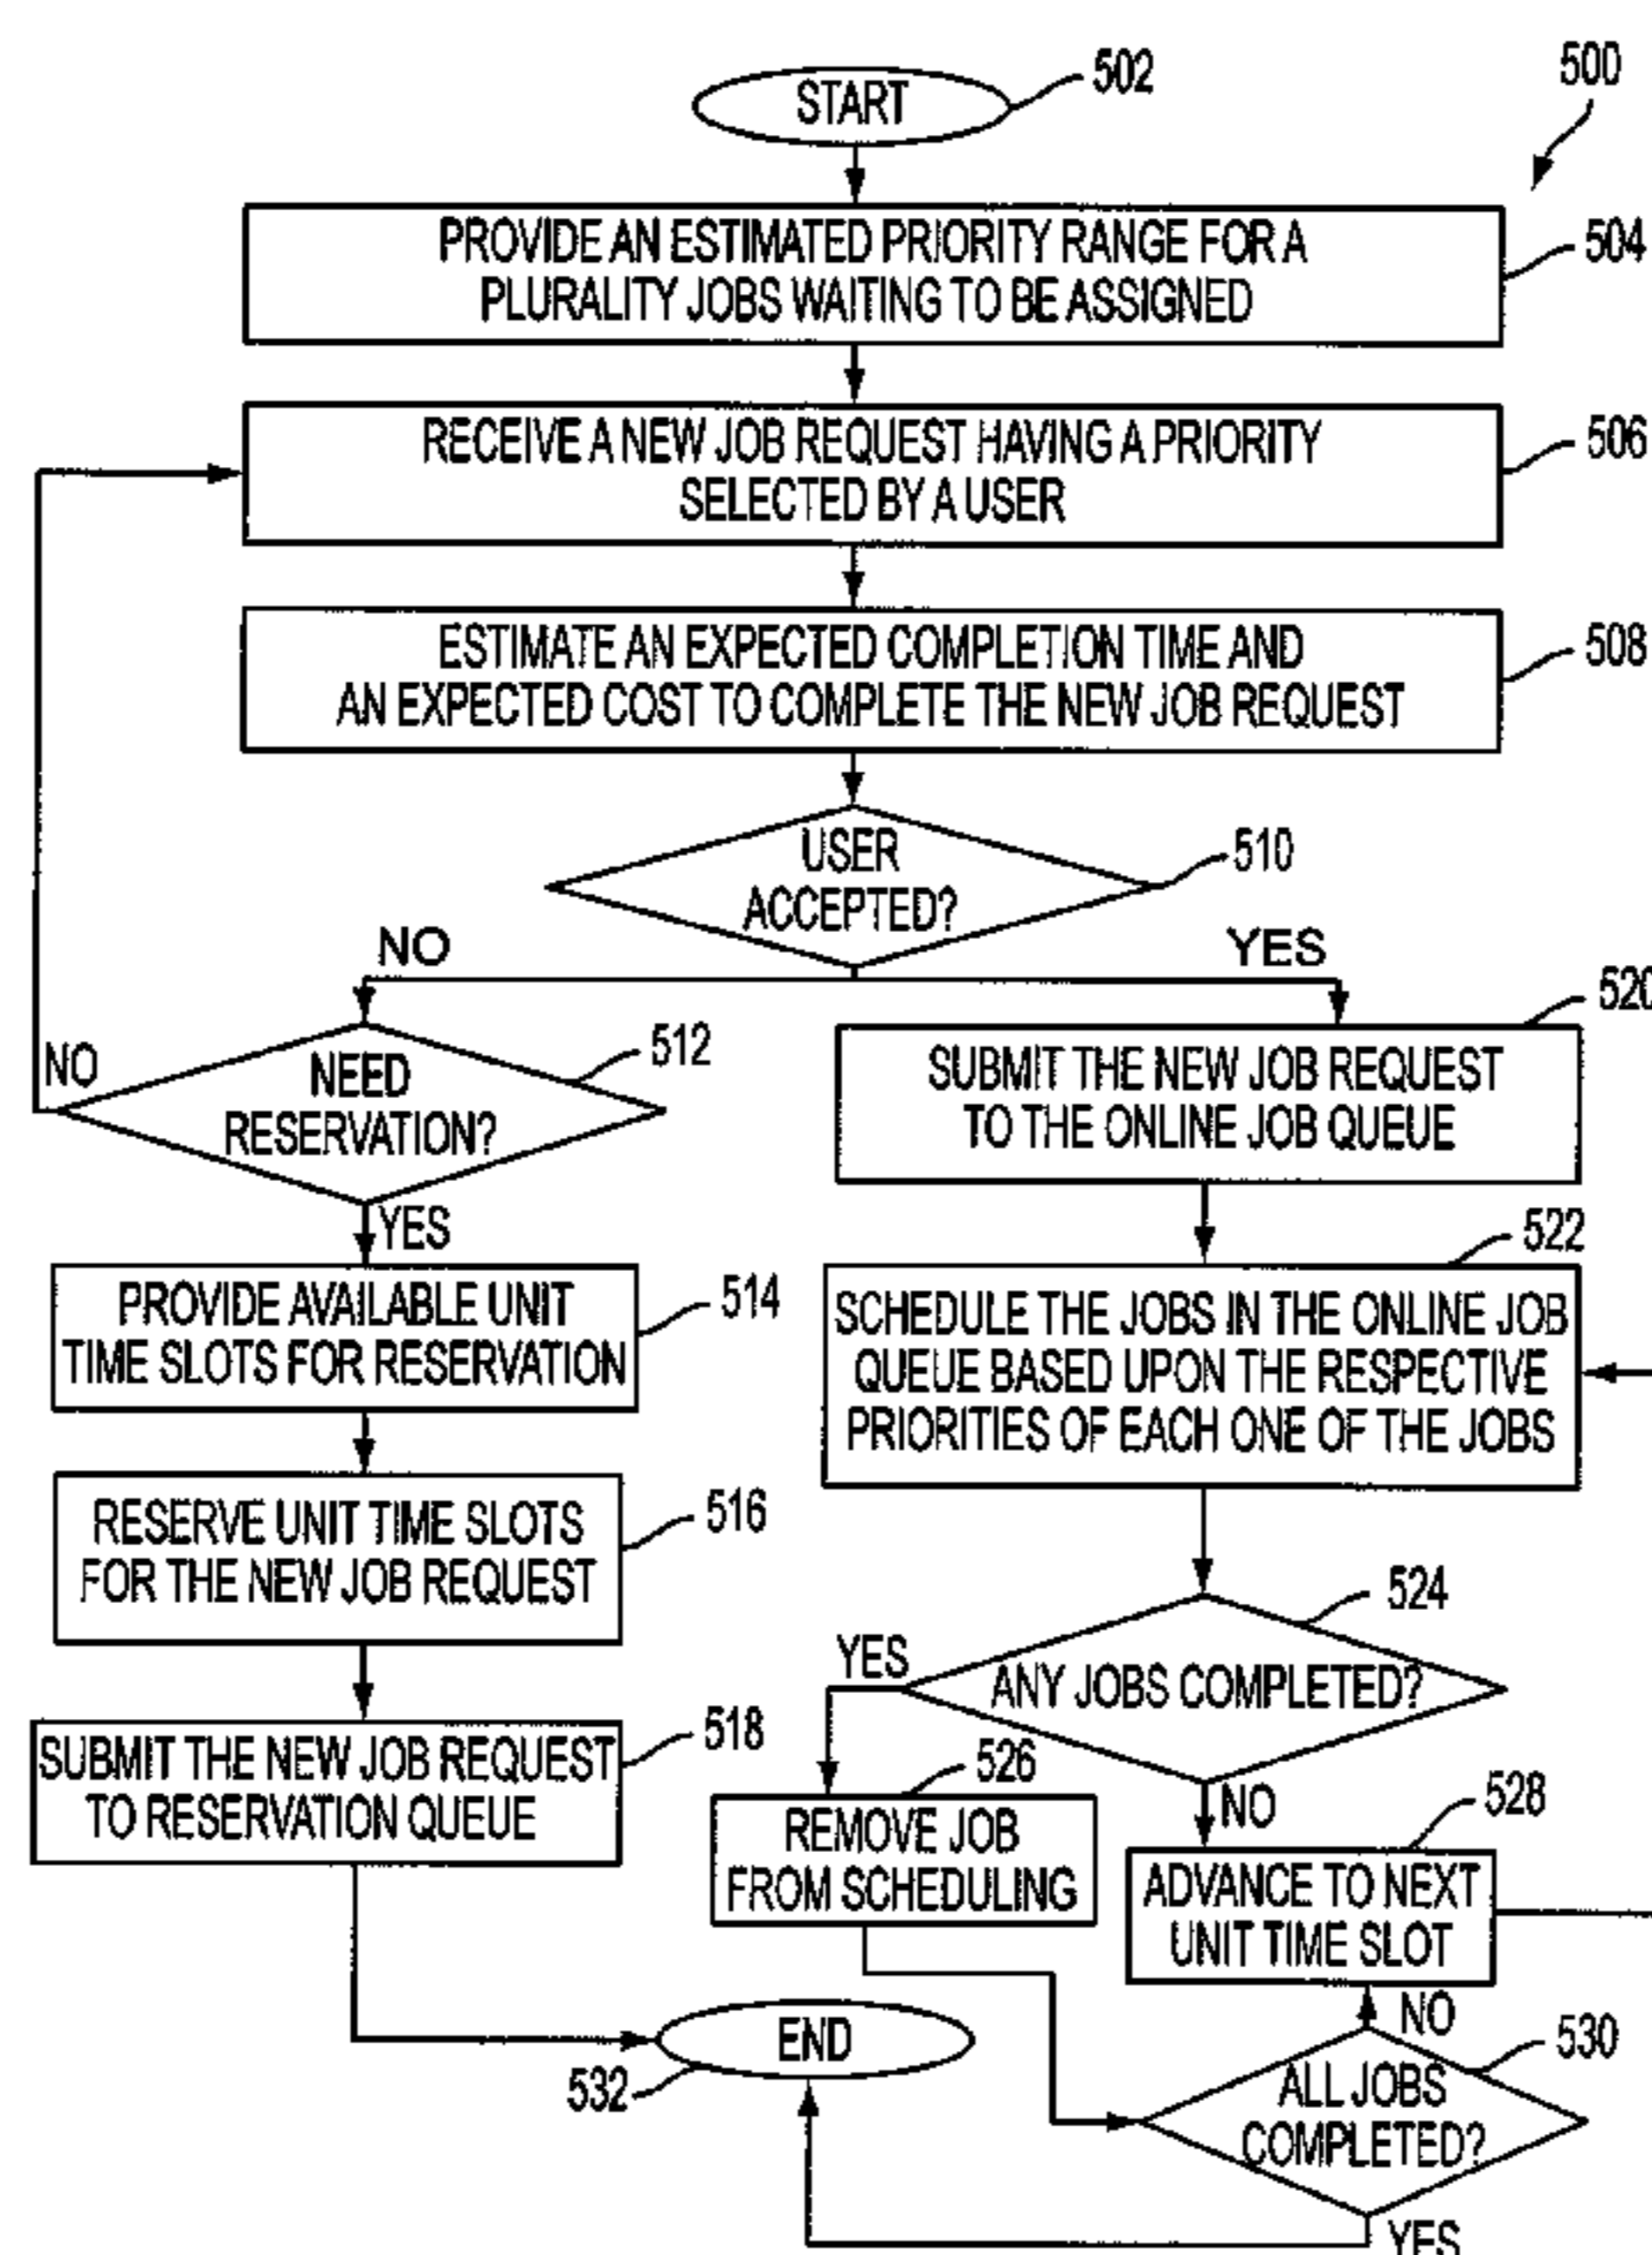 500
START
502
PROVIDE AN ESTIMATED PRIORITY RANGE FOR A
PLURALITY JOBS WAITING TO BE ASSIGNED
504
RECEIVE A NEW JOB REQUEST HAVING A PRIORITY
SELECTED BY A USER
506
ESTIMATE AN EXPECTED COMPLETION TIME AND
AN EXPECTED COST TO COMPLETE THE NEW JOB REQUEST
508
USER
ACCEPTED?
510
NO
YES
NEED
RESERVATION?
512
NO
YES
PROVIDE AVAILABLE UNIT
TIME SLOTS FOR RESERVATION
514
RESERVE UNIT TIME SLOTS
FOR THE NEW JOB REQUEST
516
SUBMIT THE NEW JOB REQUEST
TO RESERVATION QUEUE
518
520
SUBMIT THE NEW JOB REQUEST
TO THE ONLINE JOB QUEUE
522
SCHEDULE THE JOBS IN THE ONLINE JOB
QUEUE BASED UPON THE RESPECTIVE
PRIORITIES OF EACH ONE OF THE JOBS
524
ANY JOBS COMPLETED?
YES
NO
526
REMOVE JOB
FROM SCHEDULING
528
ADVANCE TO NEXT
UNIT TIME SLOT
NO
530
ALL JOBS
COMPLETED?
YES
END
532